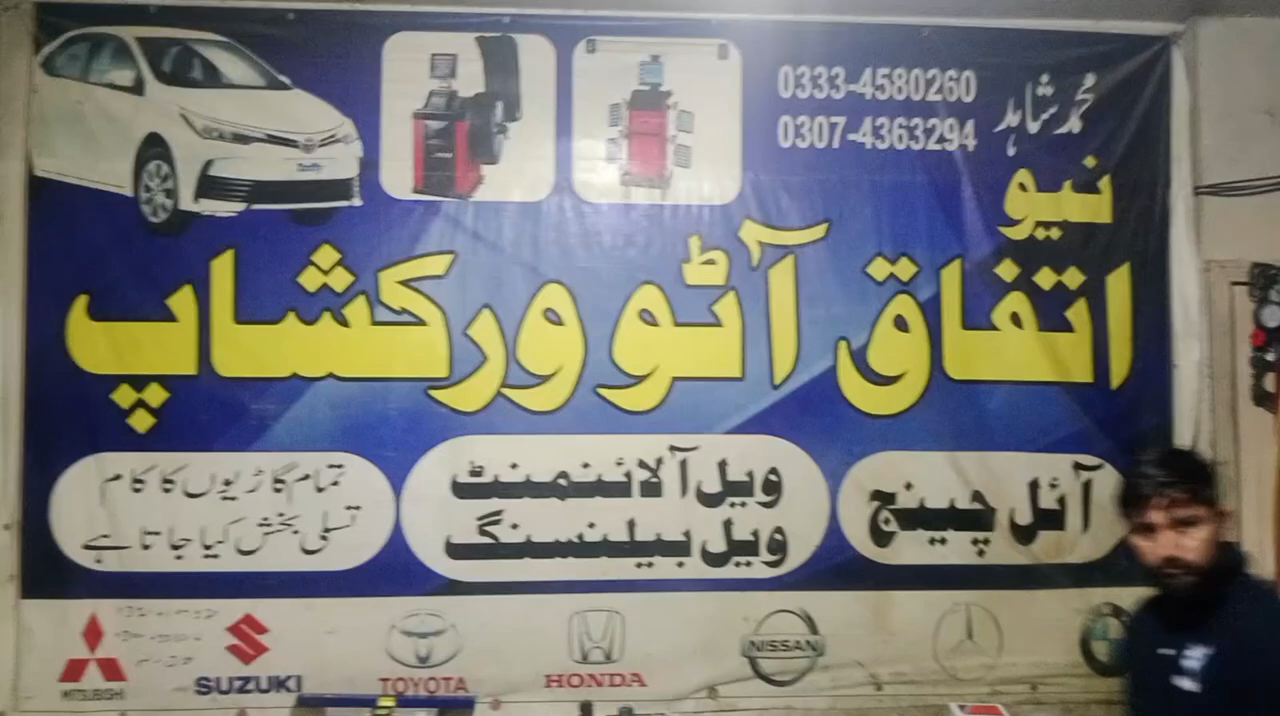 محمد شاہد
0333-4580260
0307-4363294
نیو
اتفاق آٹو ورکشاپ
آئل چینج
ویل آلائنمنٹ
ویل بیلنسنگ
تمام گاڑیوں کا کام
تسلی بخش کیا جاتا ہے
MITSUBISHI
SUZUKI
TOYOTA
HONDA
NISSAN